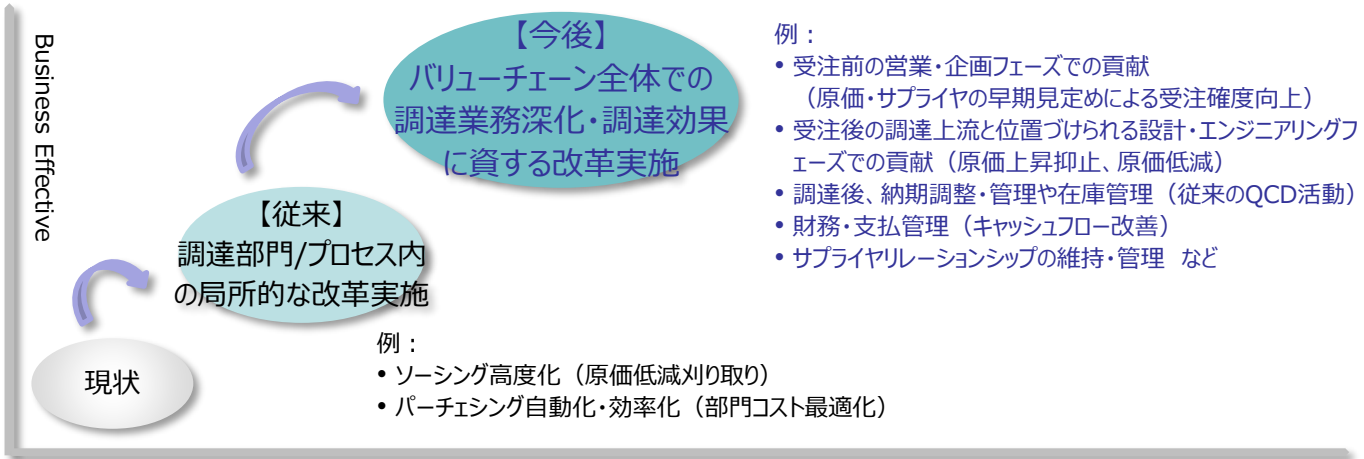 Business Effective
【今後】
バリューチェーン全体での
調達業務深化・調達効果
に資する改革実施
例：
• 受注前の営業・企画フェーズでの貢献
（原価・サプライヤの早期見定めによる受注確度向上）
• 受注後の調達上流と位置づけられる設計・エンジニアリングフ
ェーズでの貢献（原価上昇抑止、原価低減）
• 調達後、納期調整・管理や在庫管理（従来のQCD活動）
• 財務・支払管理（キャッシュフロー改善）
• サプライヤリレーションシップの維持・管理 など
【従来】
調達部門/プロセス内
の局所的な改革実施
例：
• ソーシング高度化（原価低減刈り取り）
• パーチェシング自動化・効率化（部門コスト最適化）
現状